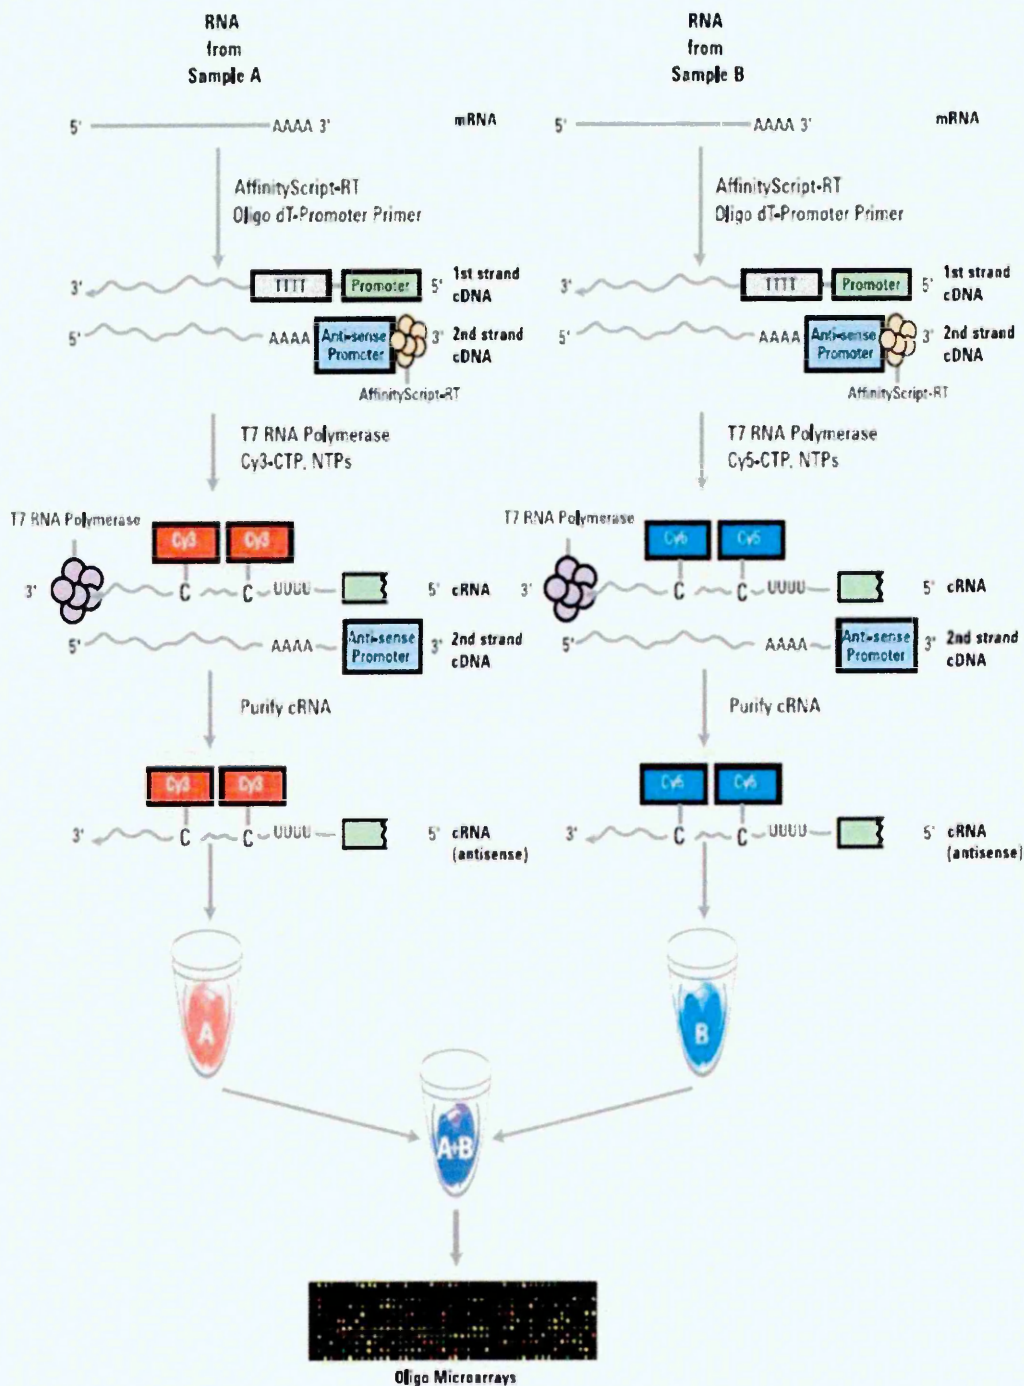 RNA
from
Sample A
RNA
from
Sample B
5' AAAA 3' mRNA
5' AAAA 3' mRNA
AffinityScript-RT
Oligo dT-Promoter Primer
AffinityScript-RT
Oligo dT-Promoter Primer
3' TTTT Promoter 5' 1st strand
cDNA
3' TTTT Promoter 5' 1st strand
cDNA
5' AAAA Anti-sense
Promoter 3' 2nd strand
cDNA
5' AAAA Anti-sense
Promoter 3' 2nd strand
cDNA
AffinityScript-RT
AffinityScript-RT
T7 RNA Polymerase
Cy3-CTP, NTPs
T7 RNA Polymerase
Cy5-CTP, NTPs
T7 RNA Polymerase
Cy3 Cy3
3' C C UUUU 5' cRNA
T7 RNA Polymerase
Cy5 Cy5
3' C C UUUU 5' cRNA
5' AAAA Anti-sense
Promoter 3' 2nd strand
cDNA
5' AAAA Anti-sense
Promoter 3' 2nd strand
cDNA
Purify cRNA
Purify cRNA
Cy3 Cy3
3' C C UUUU 5' cRNA
(antisense)
Cy5 Cy5
3' C C UUUU 5' cRNA
(antisense)
A
B
A+B
Oligo Microarrays